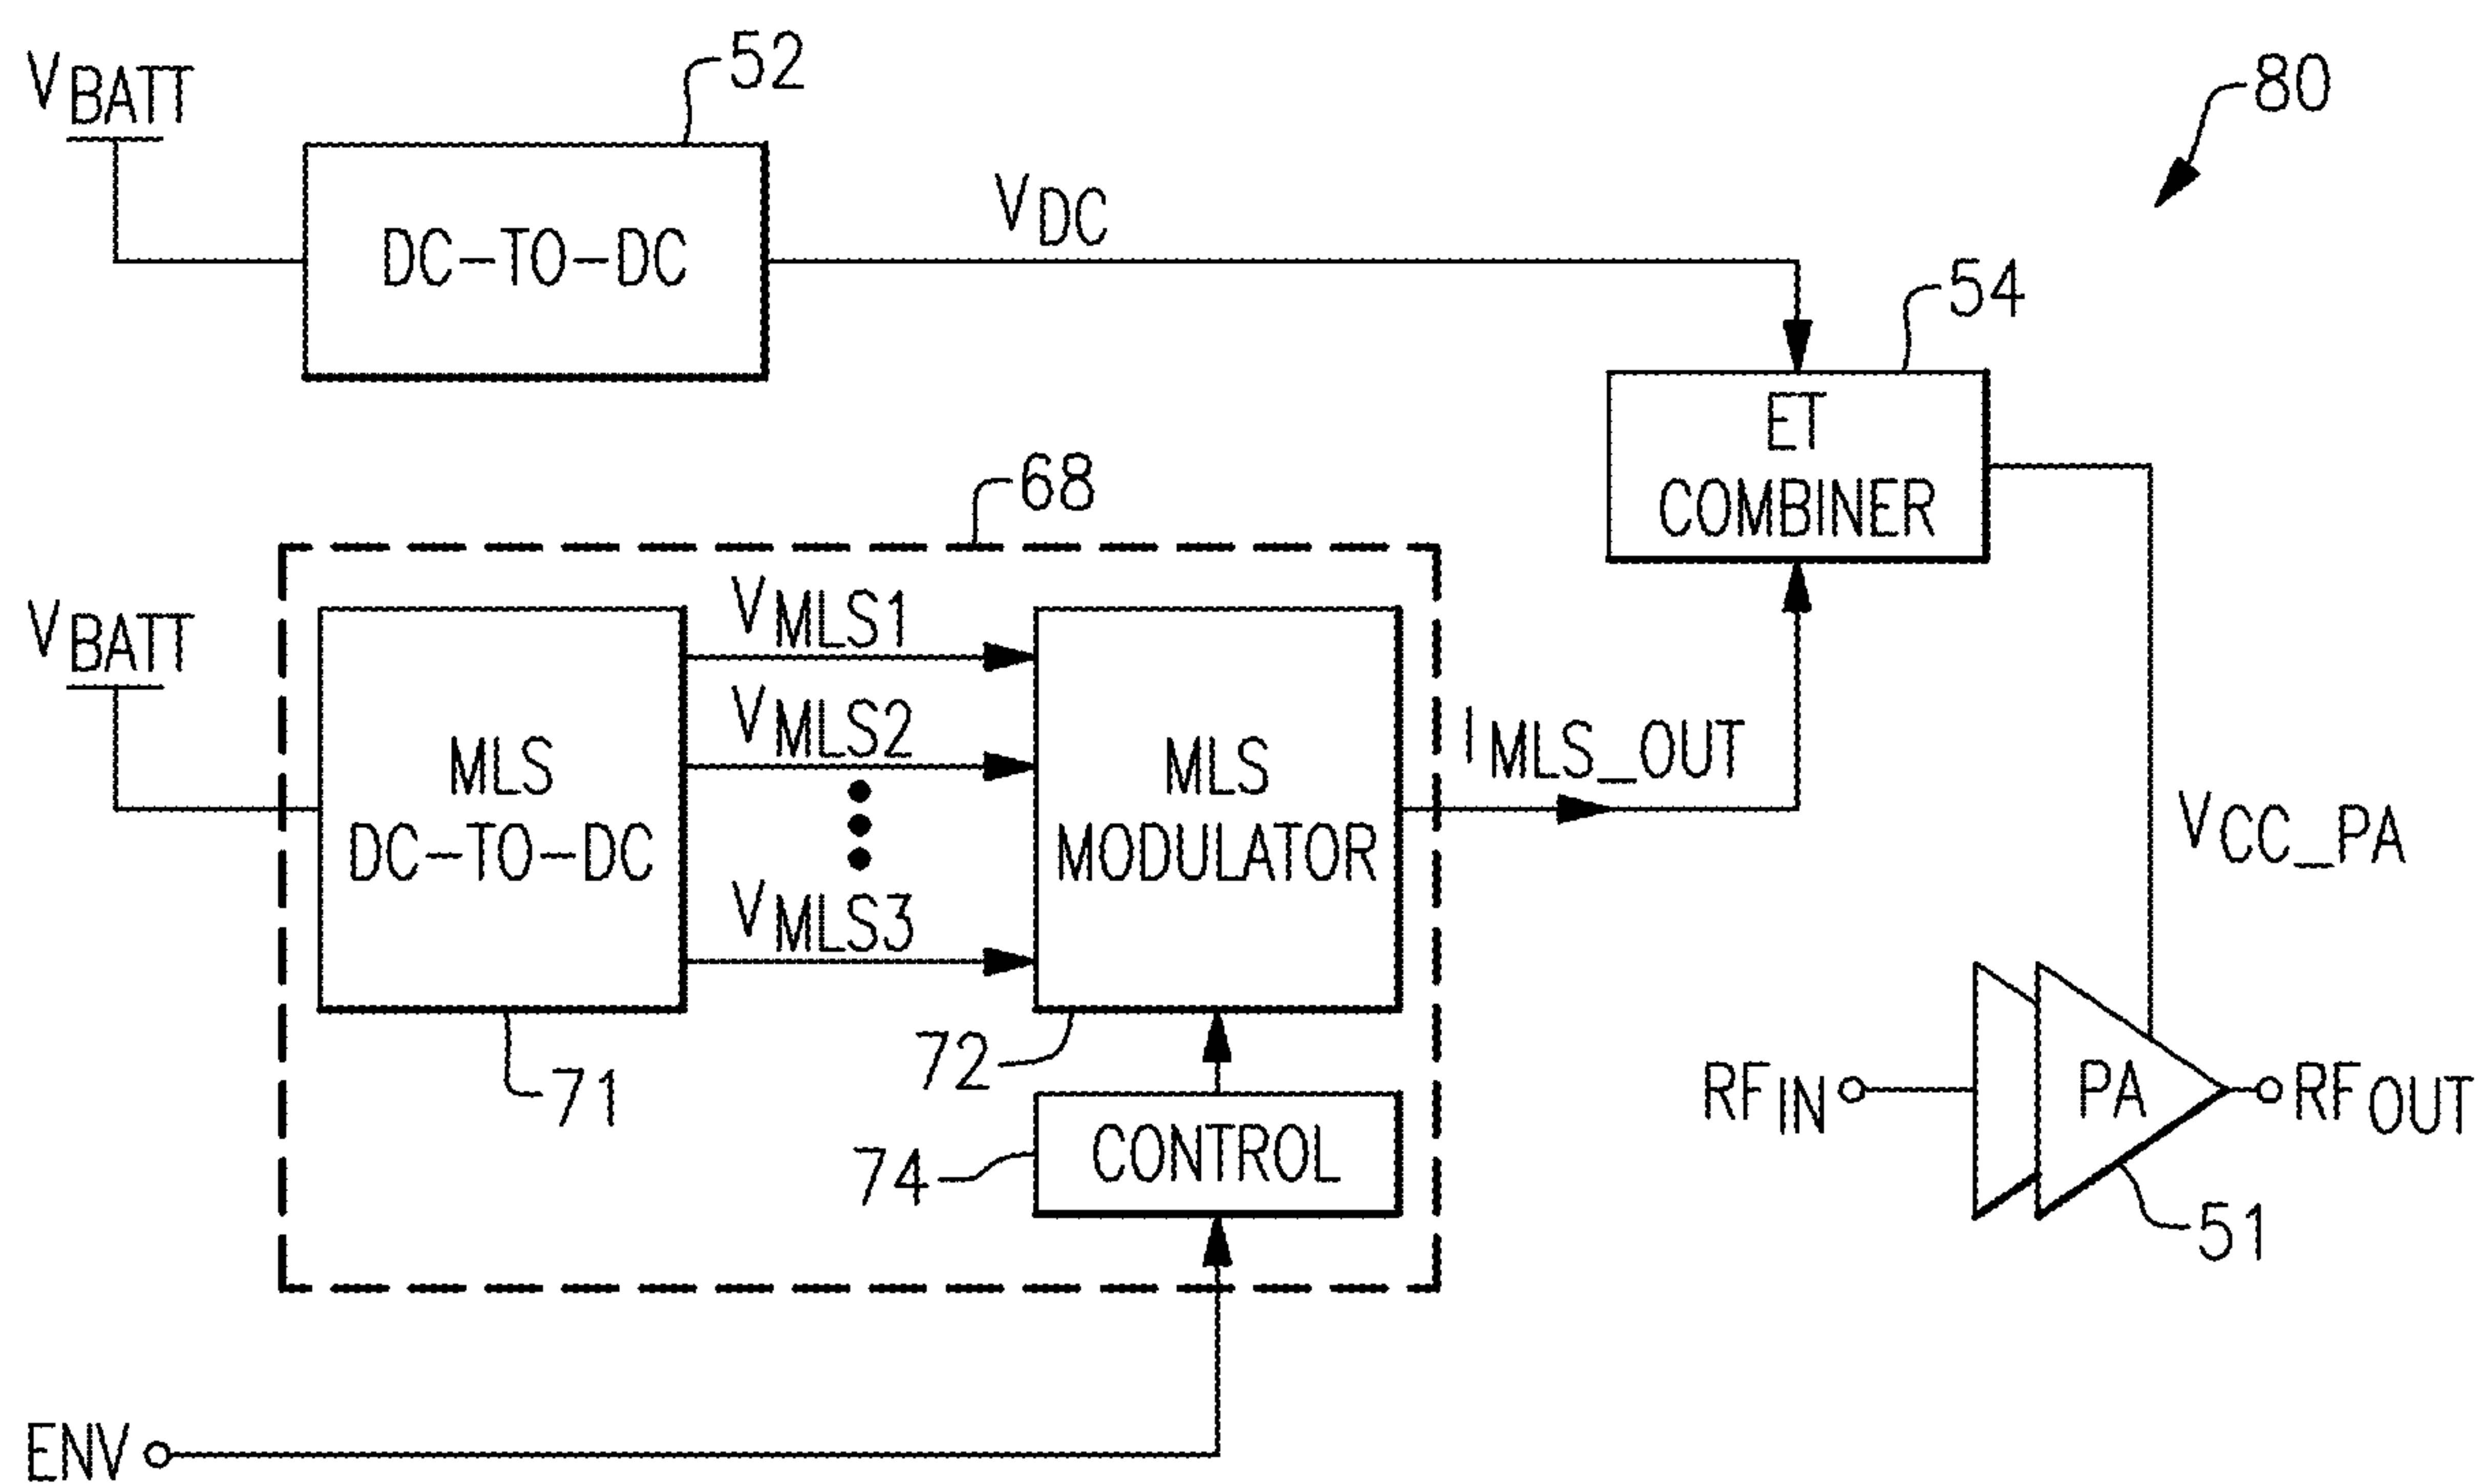 VBATT
52
80
DC-TO-DC
VDC
54
ET
COMBINER
68
VBATT
VMLS1
VMLS2
VMLS3
MLS
DC-TO-DC
MLS
MODULATOR
IMLS_OUT
VCC_PA
71
72
74
CONTROL
RFIN
PA
RFOUT
51
ENV